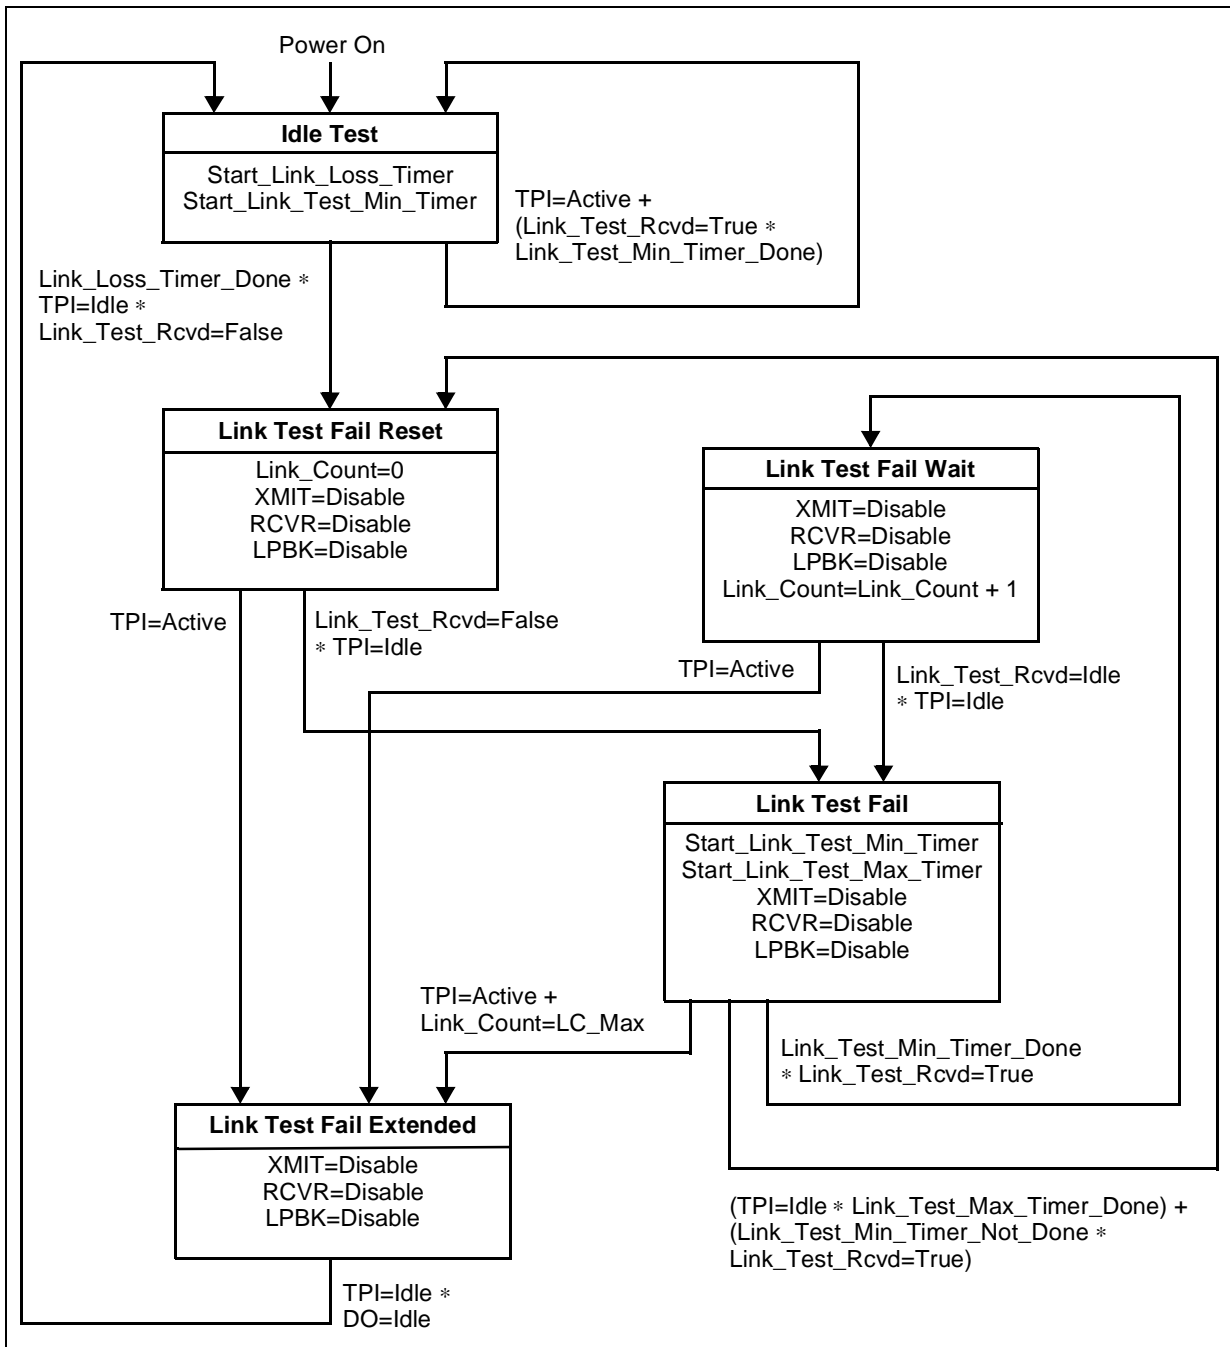 Power On
Idle Test
Start_Link_Loss_Timer
Start_Link_Test_Min_Timer
TPI=Active +
(Link_Test_Rcvd=True *
Link_Test_Min_Timer_Done)
Link_Loss_Timer_Done *
TPI=Idle *
Link_Test_Rcvd=False
Link Test Fail Reset
Link_Count=0
XMIT=Disable
RCVR=Disable
LPBK=Disable
Link Test Fail Wait
XMIT=Disable
RCVR=Disable
LPBK=Disable
Link_Count=Link_Count + 1
TPI=Active
Link_Test_Rcvd=False
* TPI=Idle
TPI=Active
Link_Test_Rcvd=Idle
* TPI=Idle
Link Test Fail
Start_Link_Test_Min_Timer
Start_Link_Test_Max_Timer
XMIT=Disable
RCVR=Disable
LPBK=Disable
TPI=Active +
Link_Count=LC_Max
Link_Test_Min_Timer_Done
* Link_Test_Rcvd=True
Link Test Fail Extended
XMIT=Disable
RCVR=Disable
LPBK=Disable
(TPI=Idle * Link_Test_Max_Timer_Done) +
(Link_Test_Min_Timer_Not_Done *
Link_Test_Rcvd=True)
TPI=Idle *
DO=Idle